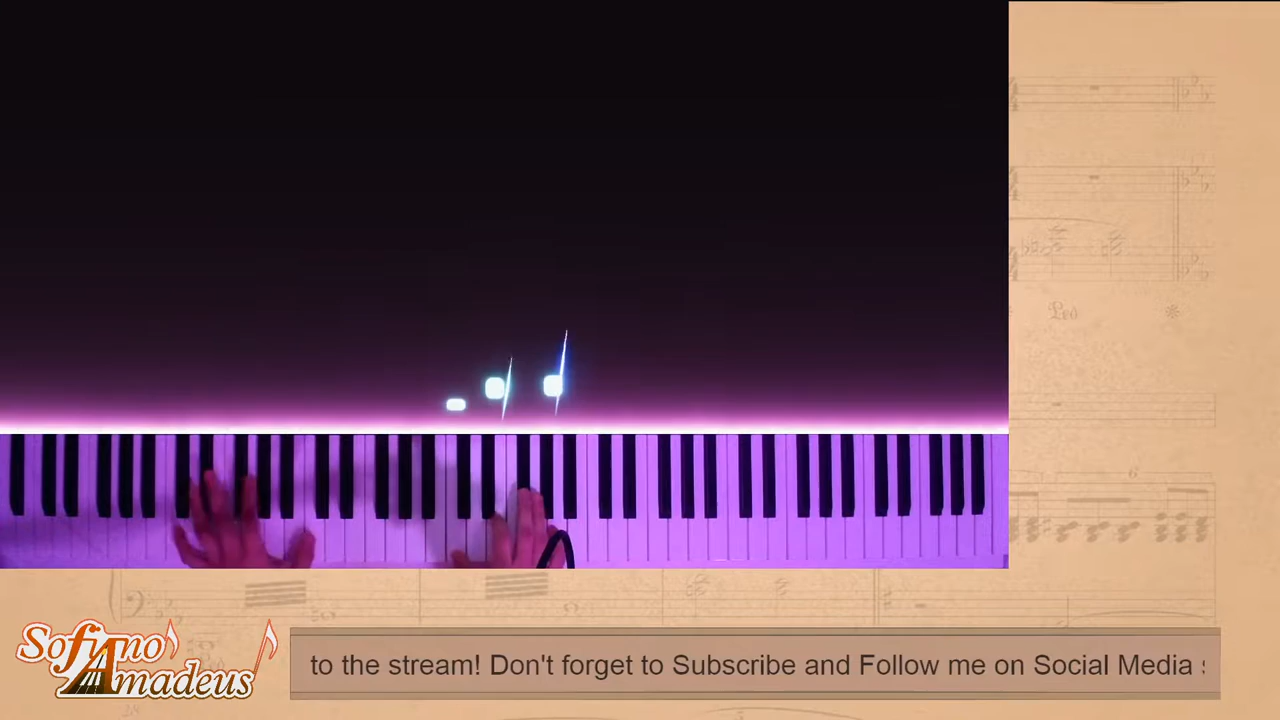 Sofiano
Amadeus
to the stream! Don't forget to Subscribe and Follow me on Social Media